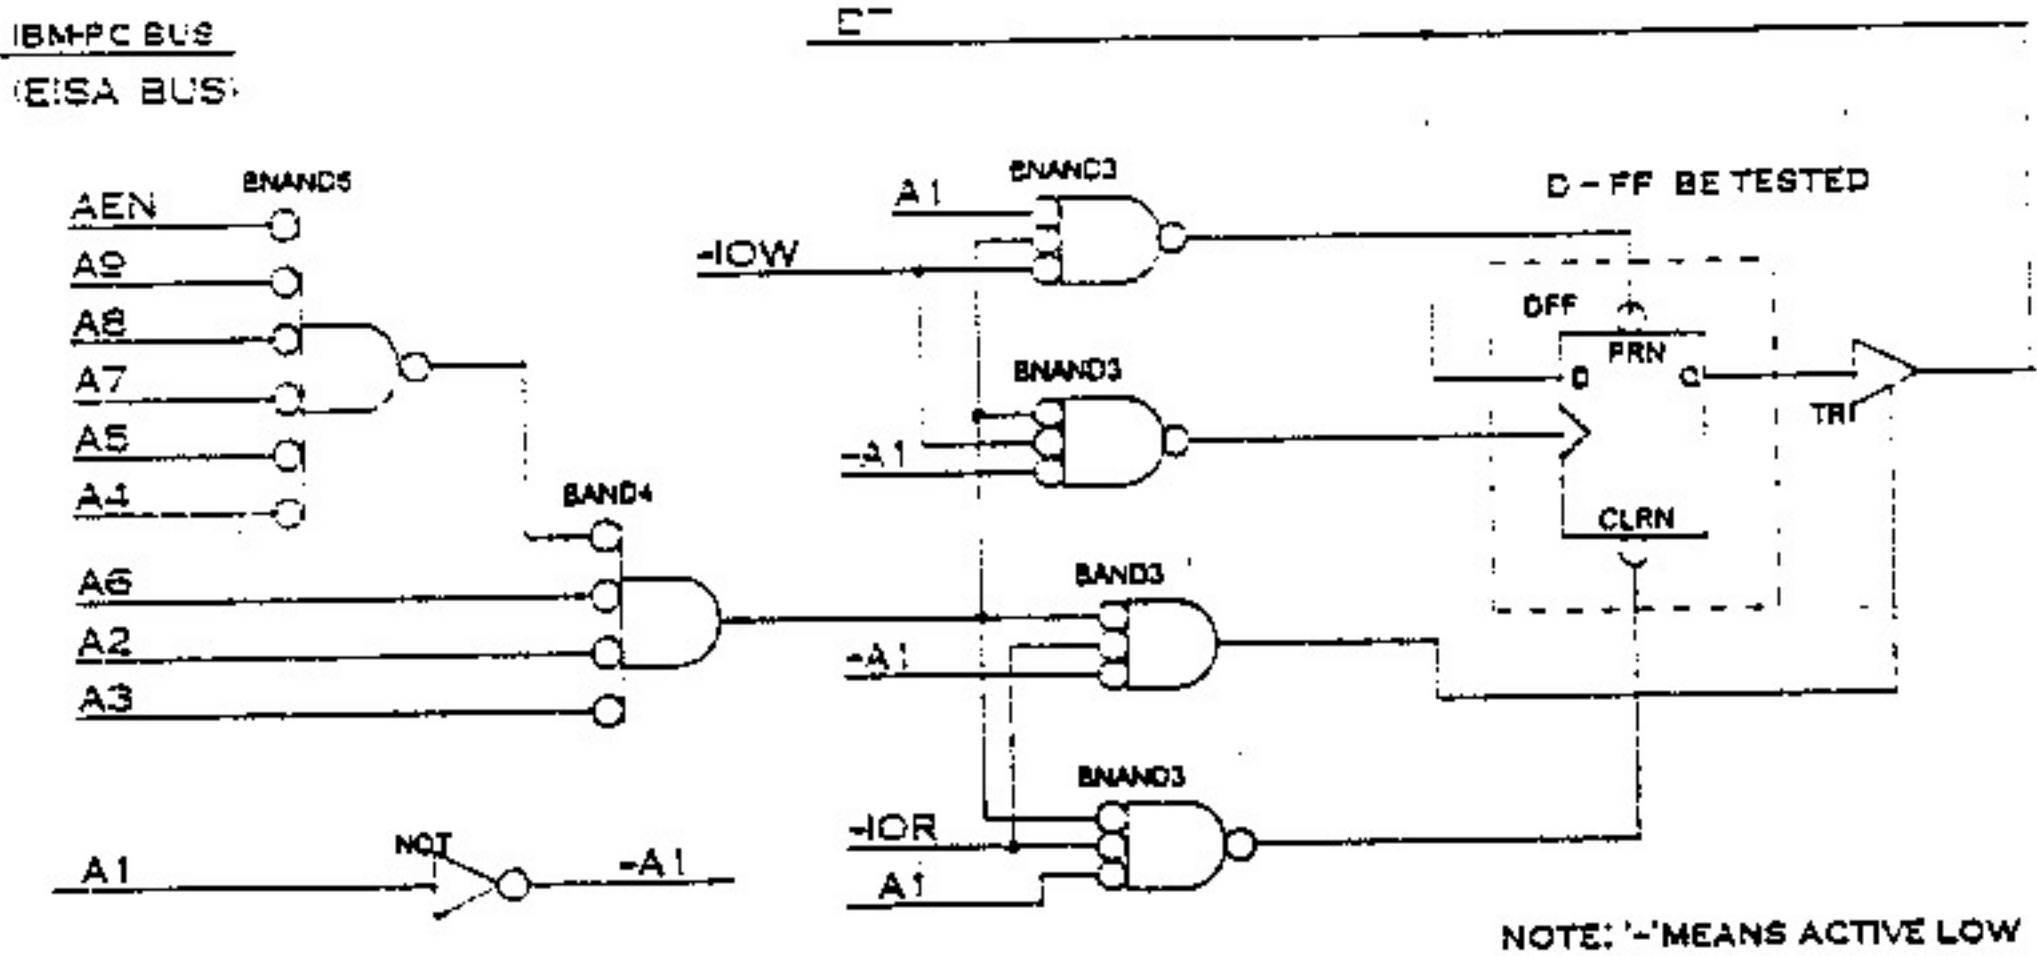 IBM-PC BUS
(EISA BUS)
BNAND3
D-FF BE TESTED
BNAND5
A1
AEN
-IOW
A9
DFF
A8
PRN
BNAND3
D
Q
A7
TRI
A5
-A1
A4
BAND4
CLRN
A6
BAND3
A2
-A1
A3
BNAND3
-IOR
NOT
A1
-A1
A1
NOTE: '-' MEANS ACTIVE LOW